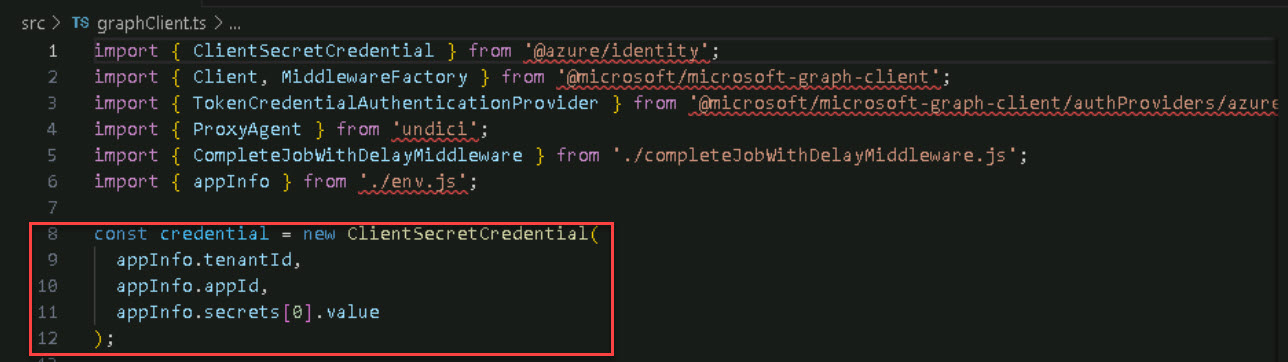 src > TS graphClient.ts > ...
1 import { ClientSecretCredential } from '@azure/identity';
2 import { Client, MiddlewareFactory } from '@microsoft/microsoft-graph-client';
3 import { TokenCredentialAuthenticationProvider } from '@microsoft/microsoft-graph-client/authProviders/azure
4 import { ProxyAgent } from 'undici';
5 import { CompleteJobWithDelayMiddleware } from './completeJobWithDelayMiddleware.js';
6 import { appInfo } from './env.js';
7
8 const credential = new ClientSecretCredential(
9 appInfo.tenantId,
10 appInfo.appId,
11 appInfo.secrets[0].value
12 );
13